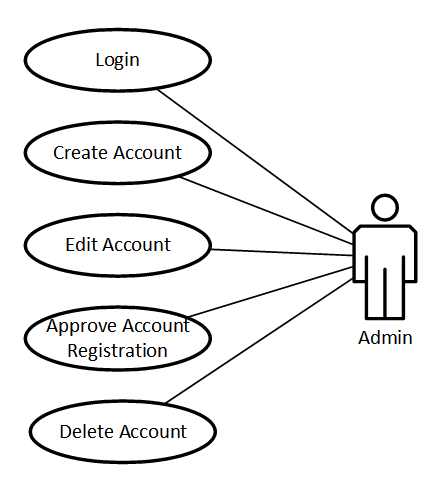 Login
Create Account
Edit Account
Approve Account
Registration
Admin
Delete Account